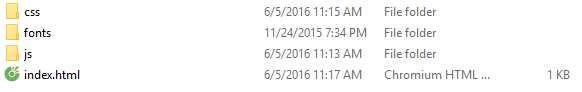 css 6/5/2016 11:15 AM File folder
fonts 11/24/2015 7:34 PM File folder
js 6/5/2016 11:13 AM File folder
index.html 6/5/2016 11:17 AM Chromium HTML ... 1 KB